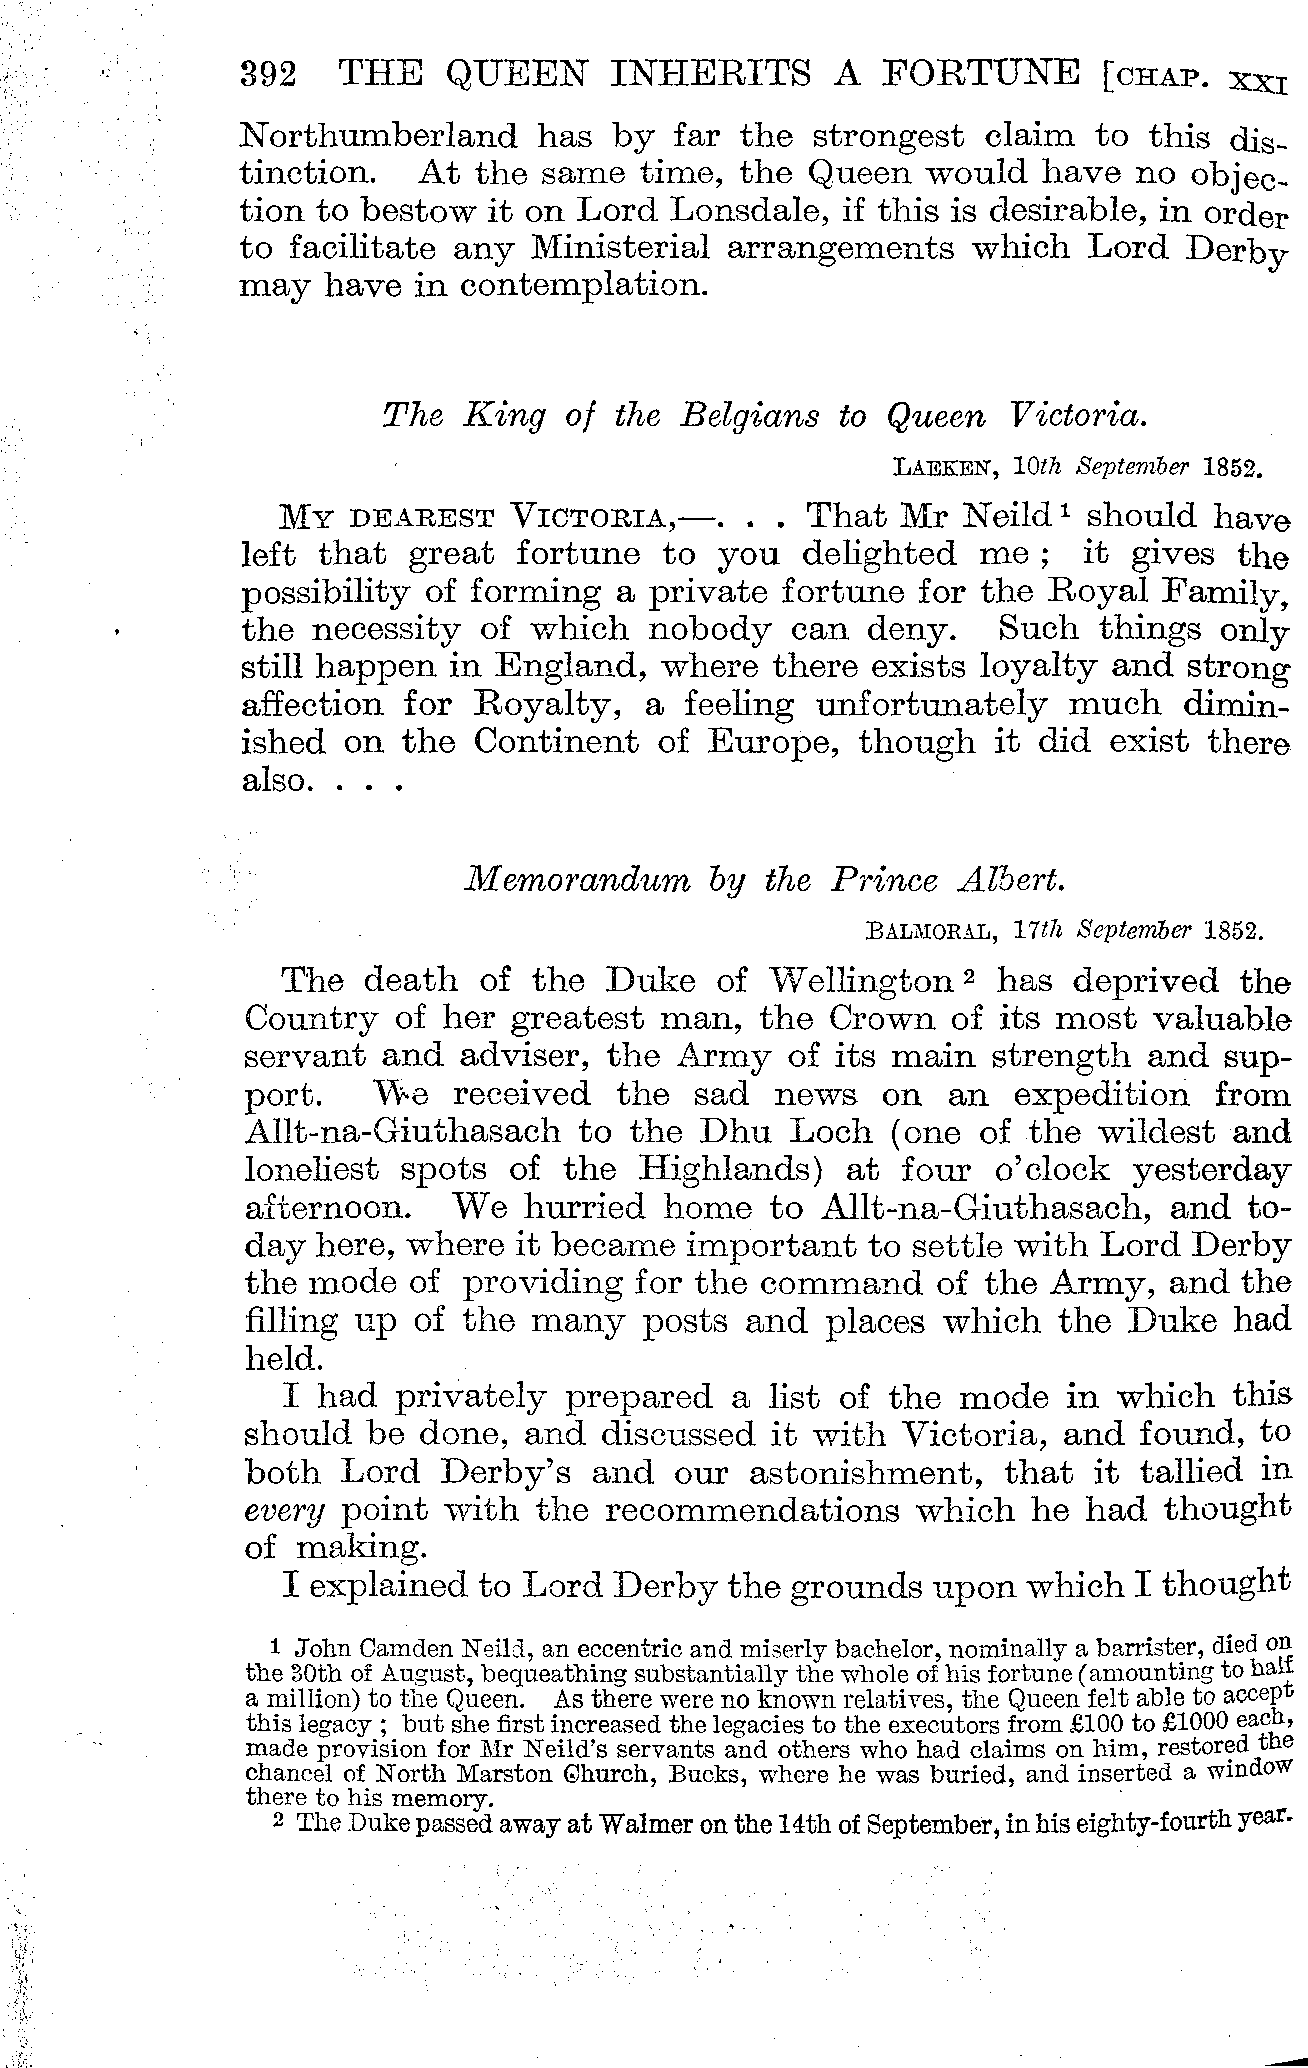 392 THE QUEEN INHERITS A FORTUNE [CHAP. XXI
Northumberland has by far the strongest claim to this dis-
tinction. At the same time, the Queen would have no objec-
tion to bestow it on Lord Lonsdale, if this is desirable, in order
to facilitate any Ministerial arrangements which Lord Derby
may have in contemplation.
The King of the Belgians to Queen Victoria.
LAEKEN, 10th September 1852.
MY DEAREST VICTORIA,—. . . That Mr Neild ¹ should have
left that great fortune to you delighted me ; it gives the
possibility of forming a private fortune for the Royal Family,
the necessity of which nobody can deny. Such things only
still happen in England, where there exists loyalty and strong
affection for Royalty, a feeling unfortunately much dimin-
ished on the Continent of Europe, though it did exist there
also. . . .
Memorandum by the Prince Albert.
BALMORAL, 17th September 1852.
The death of the Duke of Wellington ² has deprived the
Country of her greatest man, the Crown of its most valuable
servant and adviser, the Army of its main strength and sup-
port. We received the sad news on an expedition from
Allt-na-Giuthasach to the Dhu Loch (one of the wildest and
loneliest spots of the Highlands) at four o'clock yesterday
afternoon. We hurried home to Allt-na-Giuthasach, and to-
day here, where it became important to settle with Lord Derby
the mode of providing for the command of the Army, and the
filling up of the many posts and places which the Duke had
held.
I had privately prepared a list of the mode in which this
should be done, and discussed it with Victoria, and found, to
both Lord Derby's and our astonishment, that it tallied in
every point with the recommendations which he had thought
of making.
I explained to Lord Derby the grounds upon which I thought
1 John Camden Neild, an eccentric and miserly bachelor, nominally a barrister, died on
the 30th of August, bequeathing substantially the whole of his fortune (amounting to half
a million) to the Queen. As there were no known relatives, the Queen felt able to accept
this legacy ; but she first increased the legacies to the executors from £100 to £1000 each,
made provision for Mr Neild's servants and others who had claims on him, restored the
chancel of North Marston Church, Bucks, where he was buried, and inserted a window
there to his memory.
2 The Duke passed away at Walmer on the 14th of September, in his eighty-fourth year.